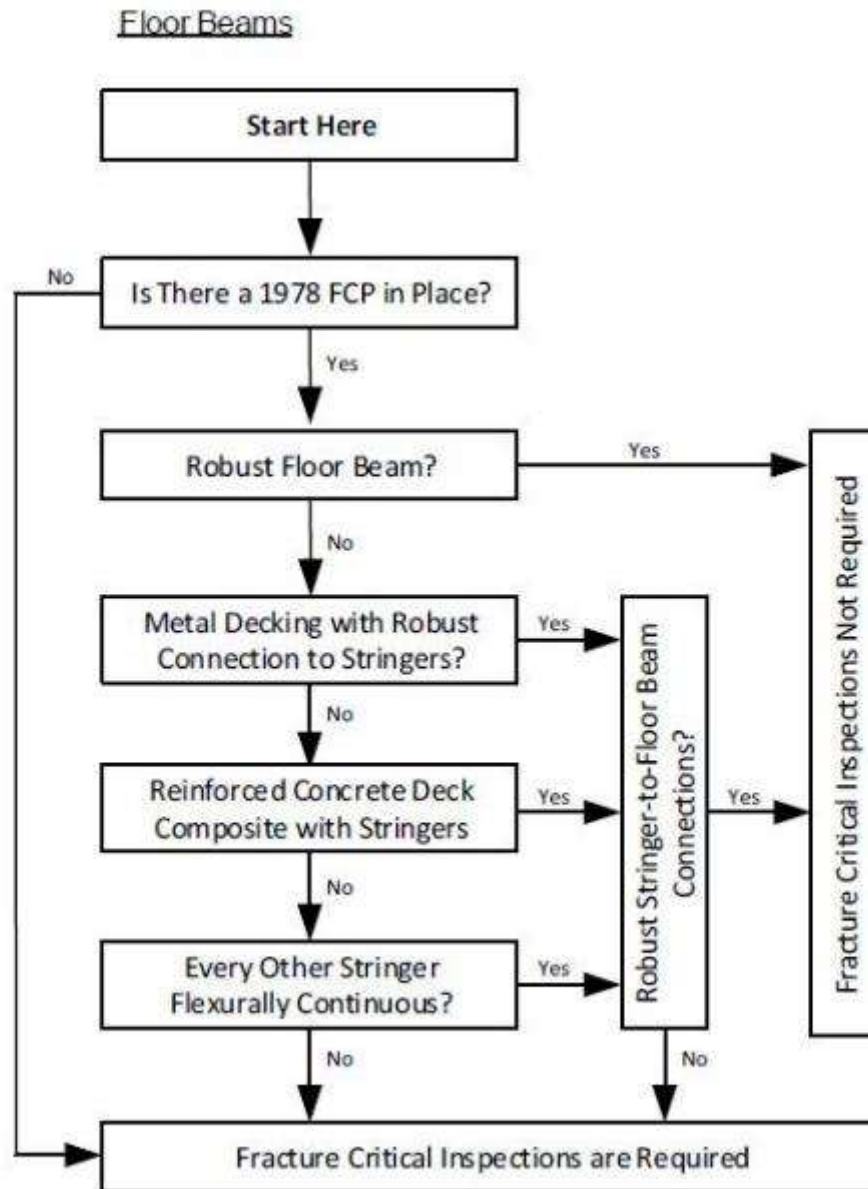 Floor Beams
Start Here
No
Is There a 1978 FCP in Place?
Yes
Robust Floor Beam?
Yes
No
Metal Decking with Robust
Connection to Stringers?
Yes
No
Reinforced Concrete Deck
Composite with Stringers
Yes
No
Every Other Stringer
Flexurally Continuous?
Yes
No
Robust Stringer-to-Floor Beam
Connections?
Yes
No
Fracture Critical Inspections Not Required
Fracture Critical Inspections are Required